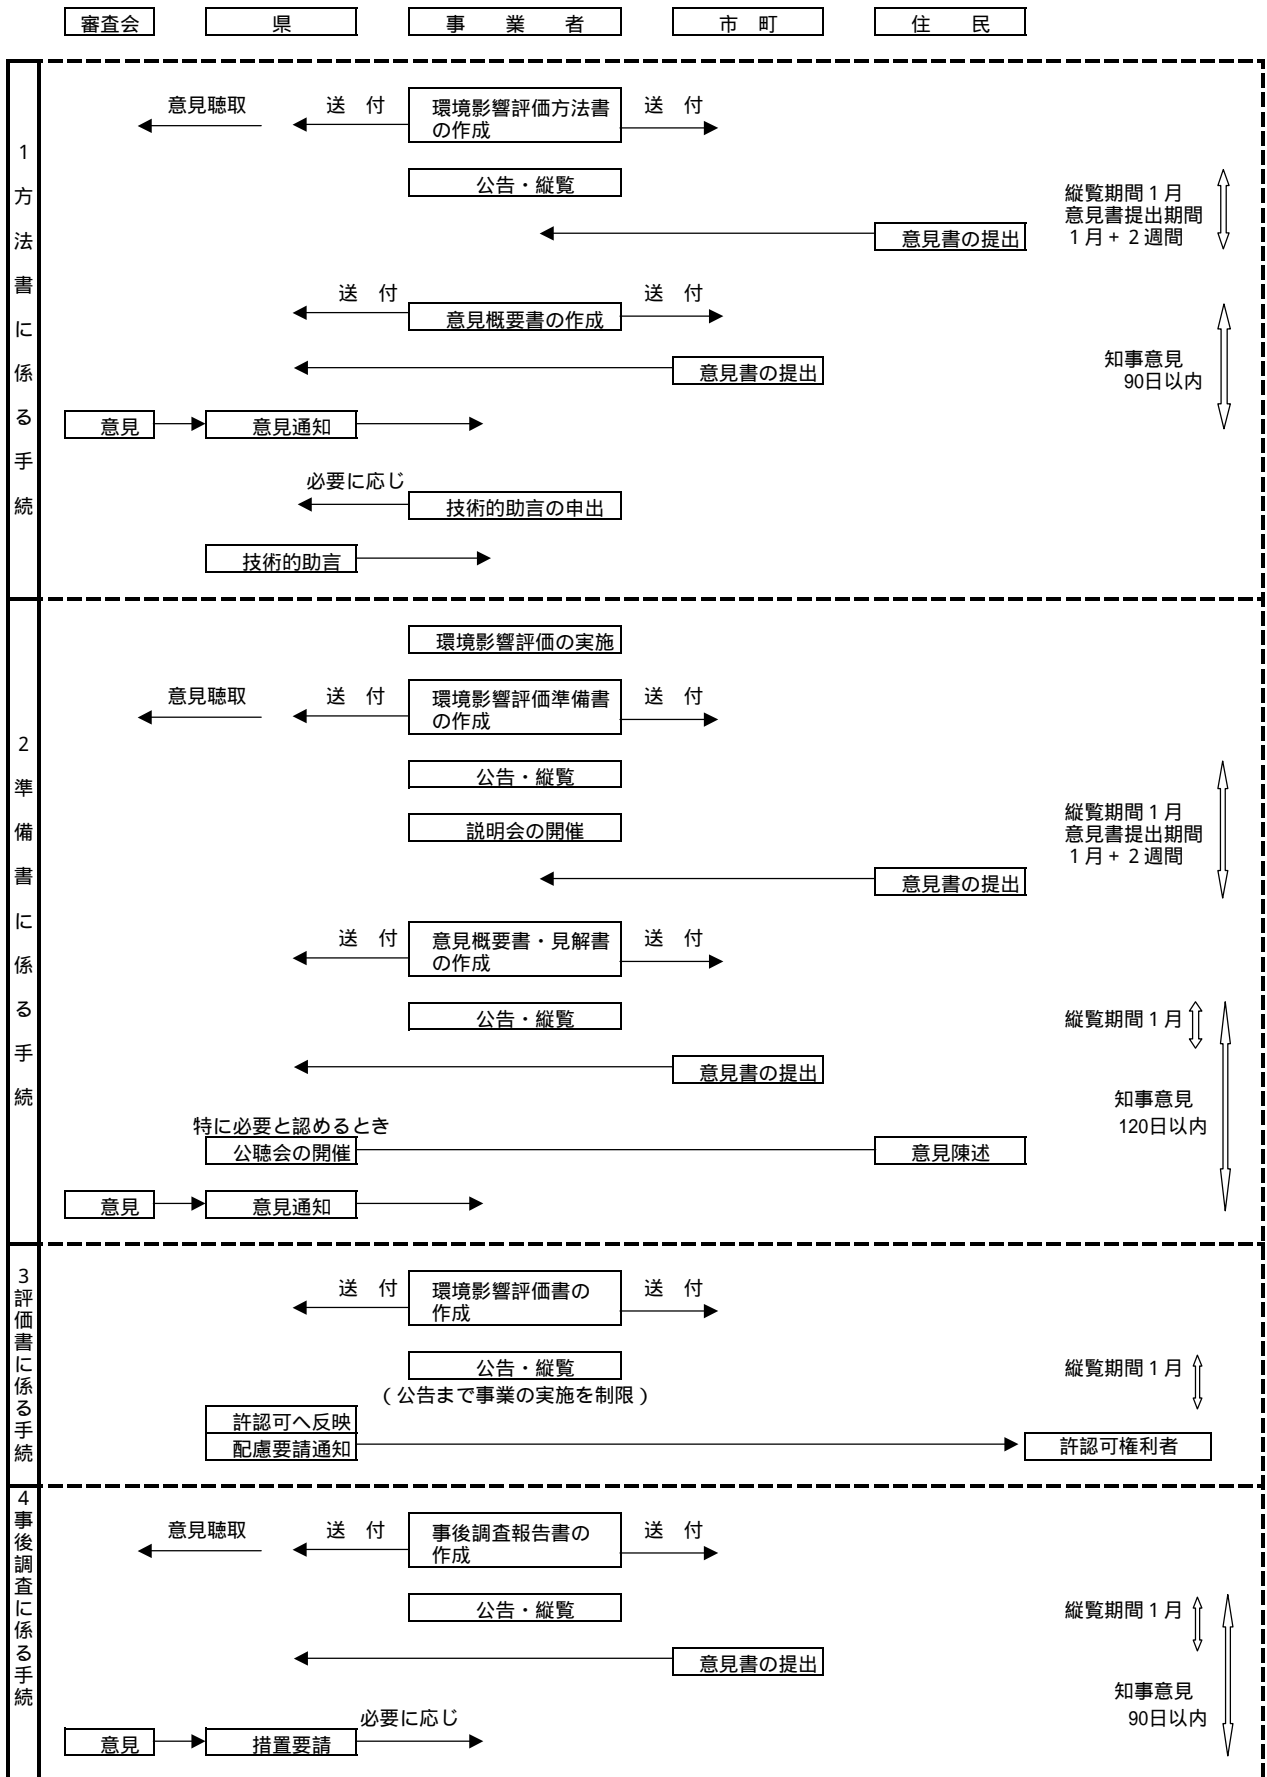 審査会 県 事 業 者 市 町 住 民
1 方法書に係る手続
意見聴取 送 付 環境影響評価方法書 送 付
の作成
公告・縦覧
縦覧期間1月
意見書提出期間
1月+2週間
意見書の提出
送 付 意見概要書の作成 送 付
意見書の提出
知事意見
90日以内
意見 意見通知
必要に応じ
技術的助言の申出
技術的助言
2 準備書に係る手続
環境影響評価の実施
意見聴取 送 付 環境影響評価準備書 送 付
の作成
公告・縦覧
説明会の開催
縦覧期間1月
意見書提出期間
1月+2週間
意見書の提出
送 付 意見概要書・見解書 送 付
の作成
公告・縦覧 縦覧期間1月
意見書の提出
知事意見
120日以内
特に必要と認めるとき
公聴会の開催 意見陳述
意見 意見通知
3 評価書に係る手続
送 付 環境影響評価書の 送 付
作成
公告・縦覧 縦覧期間1月
(公告まで事業の実施を制限)
許認可へ反映
配慮要請通知 許認可権利者
4 事後調査に係る手続
意見聴取 送 付 事後調査報告書の 送 付
作成
公告・縦覧 縦覧期間1月
意見書の提出
知事意見
90日以内
必要に応じ
意見 措置要請